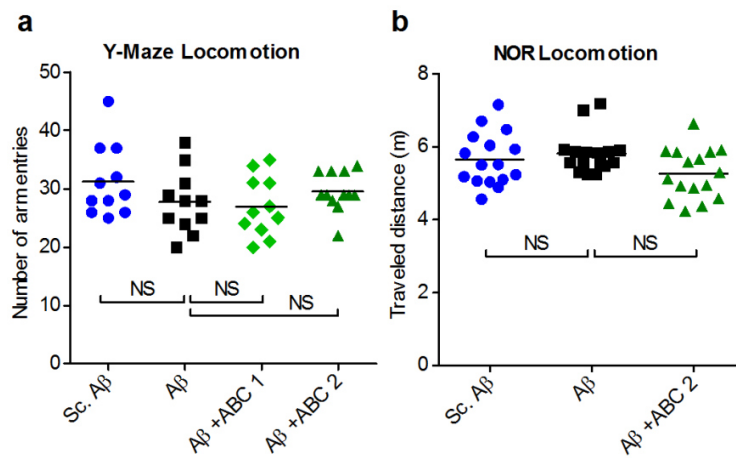 a
Y-Maze Locomotion
Number of arm entries
50
40
30
20
10
0
NS
NS
NS
Sc. Aβ
Aβ
Aβ +ABC 1
Aβ +ABC 2
b
NOR Locomotion
Traveled distance (m)
8
6
4
2
0
NS
NS
Sc. Aβ
Aβ
Aβ +ABC 2